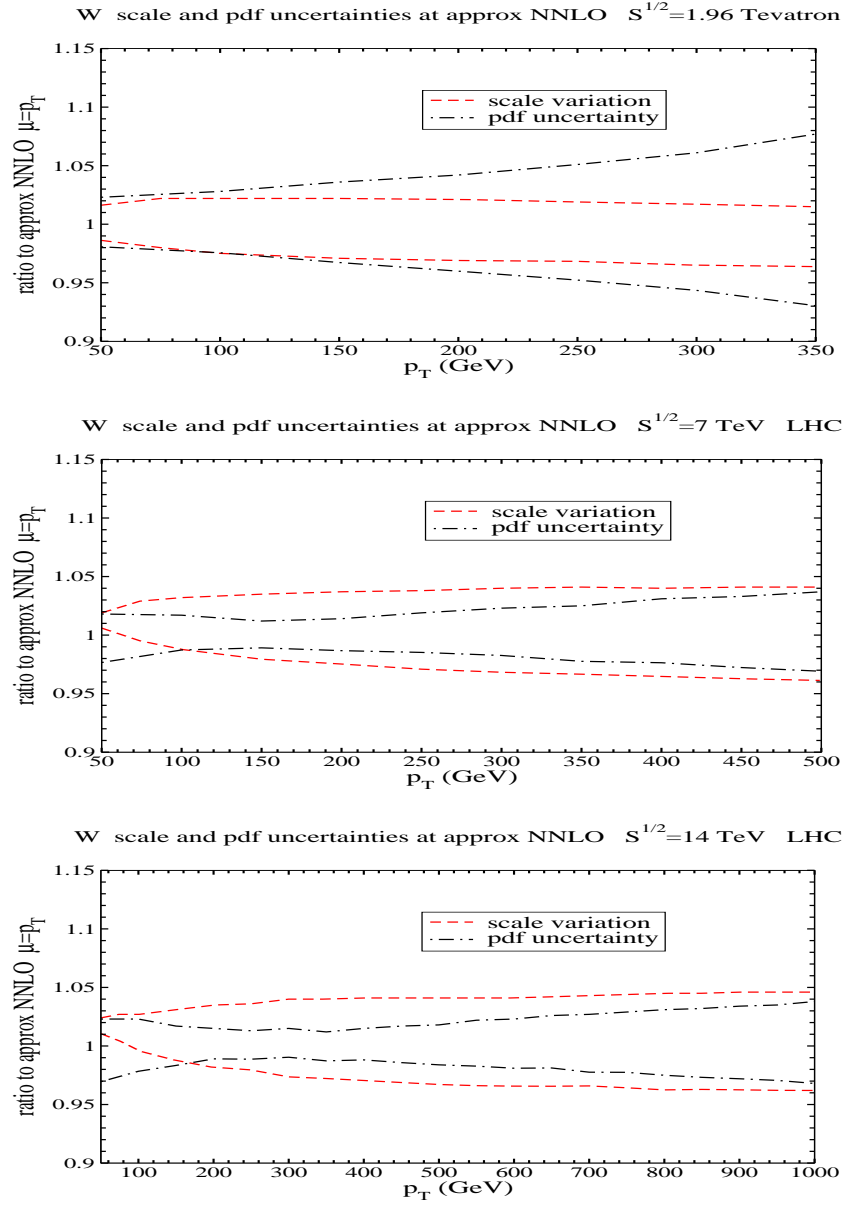 W scale and pdf uncertainties at approx NNLO S^1/2=1.96 Tevatron
1.15
1.1
1.05
1
0.95
0.9
ratio to approx NNLO μ=p_T
scale variation
pdf uncertainty
50 100 150 200 250 300 350
p_T (GeV)
W scale and pdf uncertainties at approx NNLO S^1/2=7 TeV LHC
1.15
1.1
1.05
1
0.95
0.9
ratio to approx NNLO μ=p_T
scale variation
pdf uncertainty
50 100 150 200 250 300 350 400 450 500
p_T (GeV)
W scale and pdf uncertainties at approx NNLO S^1/2=14 TeV LHC
1.15
1.1
1.05
1
0.95
0.9
ratio to approx NNLO μ=p_T
scale variation
pdf uncertainty
100 200 300 400 500 600 700 800 900 1000
p_T (GeV)